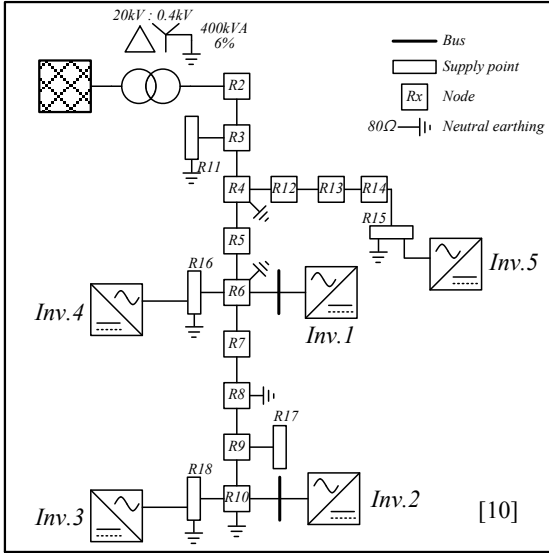 20kV : 0.4kV
400kVA
6%
R2
Bus
Supply point
Rx Node
80Ω Neutral earthing
R3
R11
R4 R12 R13 R14
R15
R5
Inv.5
R16
R6
Inv.4
Inv.1
R7
R8
R17
R9
R18
R10
Inv.3
Inv.2
[10]